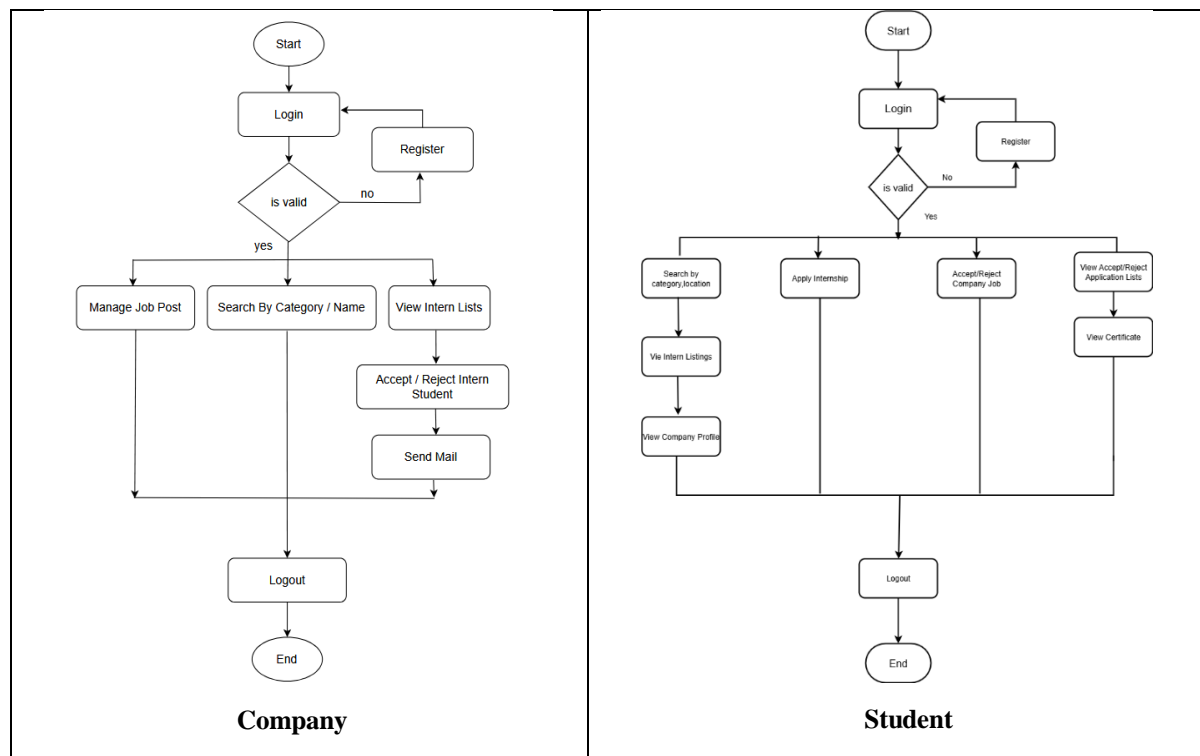 Start
Login
Register
is valid
no
yes
Manage Job Post
Search By Category / Name
View Intern Lists
Accept / Reject Intern
Student
Send Mail
Logout
End
Company
Start
Login
Register
is valid
No
Yes
Search by
category,location
Apply Internship
Accept/Reject
Company Job
View Accept/Reject
Application Lists
Vie Intern Listings
View Certificate
View Company Profile
Logout
End
Student